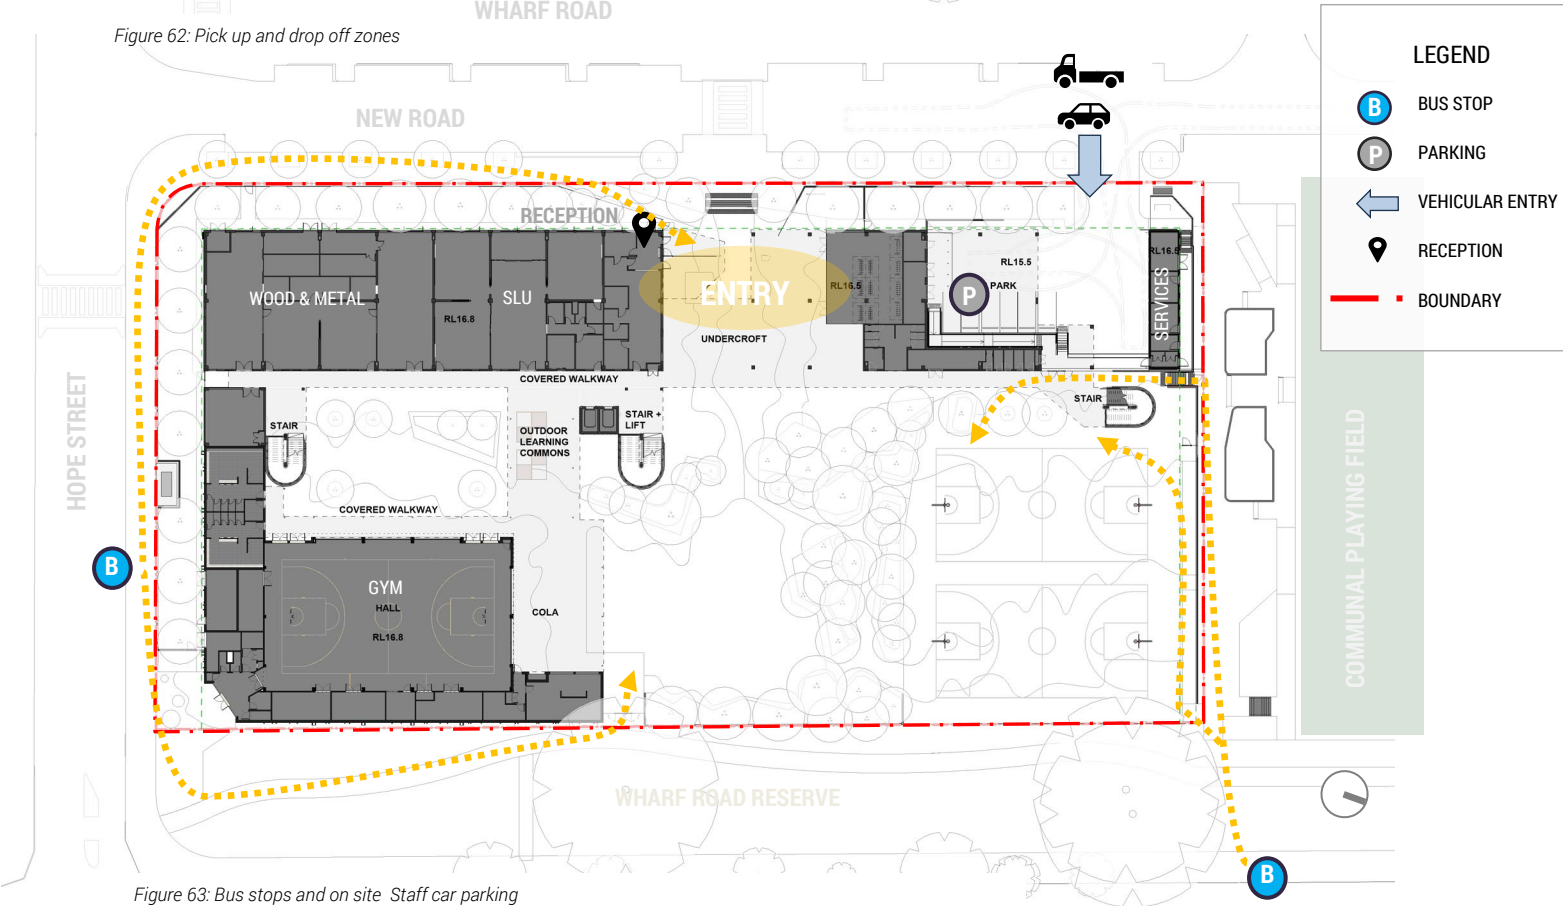 WHARF ROAD
Figure 62: Pick up and drop off zones
LEGEND
B
BUS STOP
P
PARKING
VEHICULAR ENTRY
RECEPTION
BOUNDARY
NEW ROAD
RECEPTION
WOOD & METAL
SLU
RL16.8
ENTRY
RL16.5
RL15.5
P
PARK
RL16.5
SERVICES
UNDERCROFT
COVERED WALKWAY
HOPE STREET
STAIR
OUTDOOR
LEARNING
COMMONS
STAIR +
LIFT
STAIR
COVERED WALKWAY
COMMUNAL PLAYING FIELD
B
GYM
HALL
RL16.8
COLA
WHARF ROAD RESERVE
B
Figure 63: Bus stops and on site Staff car parking